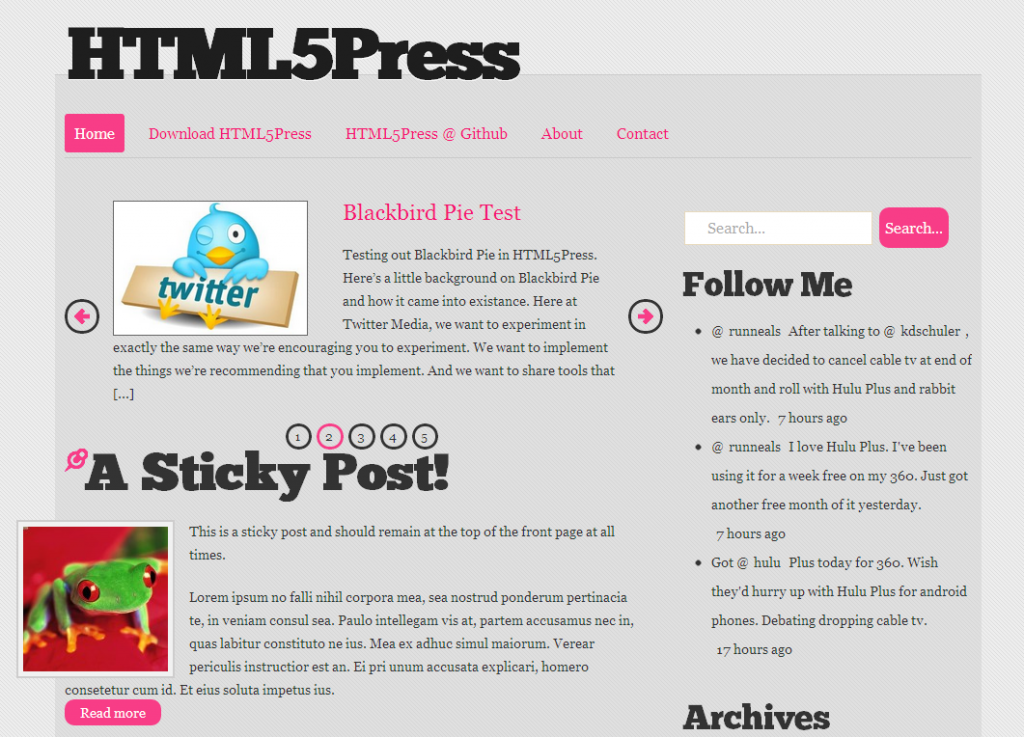 HTML5Press
Home Download HTML5Press HTML5Press @ Github About Contact
twitter
Blackbird Pie Test
Testing out Blackbird Pie in HTML5Press.
Here's a little background on Blackbird Pie
and how it came into existance. Here at
Twitter Media, we want to experiment in
exactly the same way we're encouraging you to experiment. We want to implement
the things we're recommending that you implement. And we want to share tools that
[...]
1 2 3 4 5
A Sticky Post!
This is a sticky post and should remain at the top of the front page at all
times.
Lorem ipsum no falli nihil corpora mea, sea nostrud ponderum pertinacia
te, in veniam consul sea. Paulo intellegam vis at, partem accusamus nec in,
quas labitur constituto ne ius. Mea ex adhuc simul maiorum. Verear
periculis instructior est an. Ei pri unum accusata explicari, homero
consetetur cum id. Et eius soluta impetus ius.
Read more
Search... Search...
Follow Me
@ runneals After talking to @ kdschuler ,
we have decided to cancel cable tv at end of
month and roll with Hulu Plus and rabbit
ears only. 7 hours ago
@ runneals I love Hulu Plus. I've been
using it for a week free on my 360. Just got
another free month of it yesterday.
7 hours ago
Got @ hulu Plus today for 360. Wish
they'd hurry up with Hulu Plus for android
phones. Debating dropping cable tv.
17 hours ago
Archives